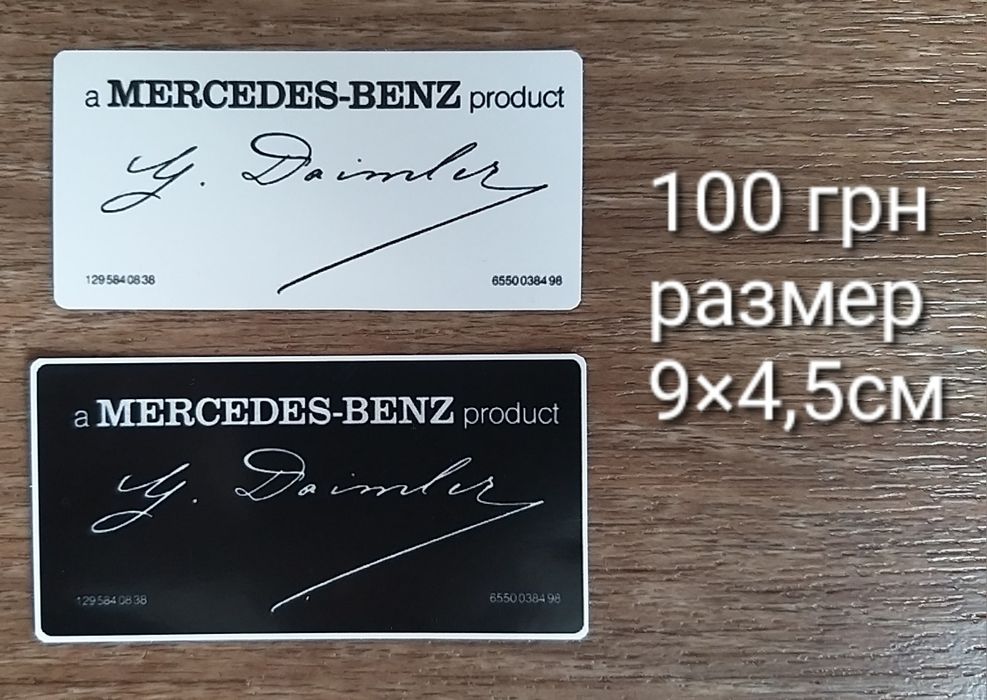 a MERCEDES-BENZ product
G. Daimler
129 584 08 38
6550 0384 98
a MERCEDES-BENZ product
G. Daimler
129 584 08 38
6550 0384 98
100 грн
размер
9×4,5см